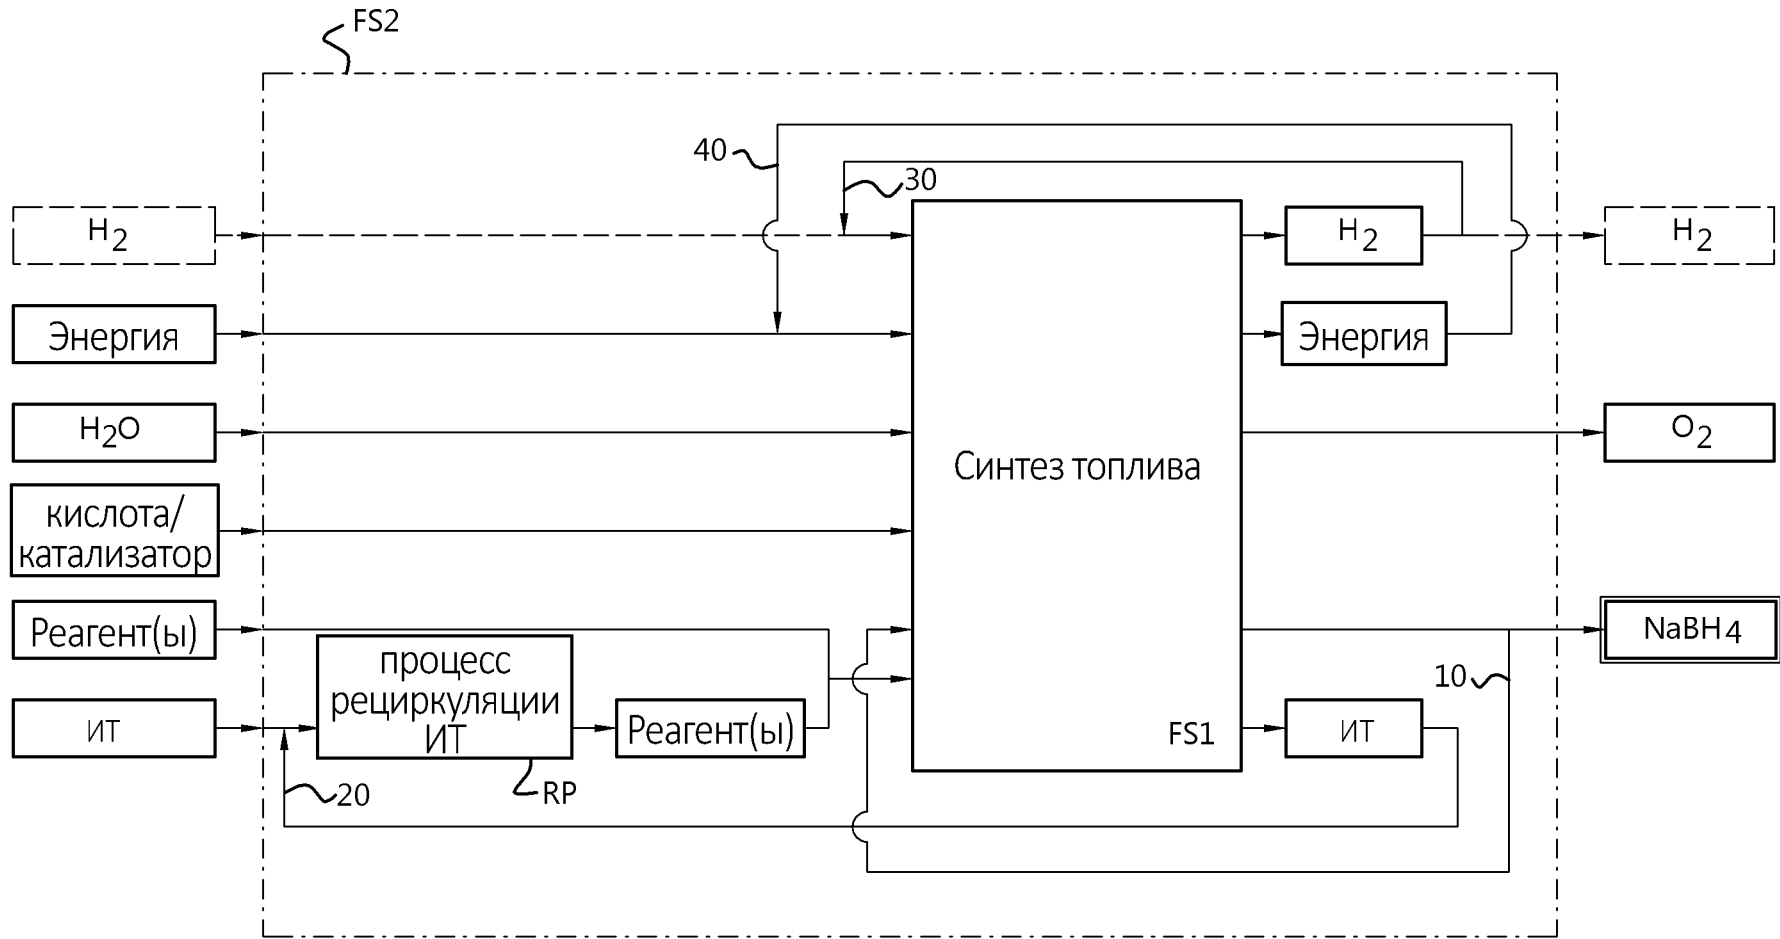 FS2
40
30
H2
H2
H2
Энергия
Энергия
H2O
O2
Синтез топлива
кислота/
катализатор
Реагент(ы)
NaBH4
процесс
рециркуляции
ИТ
10
ИТ
Реагент(ы)
FS1
ИТ
20
RP